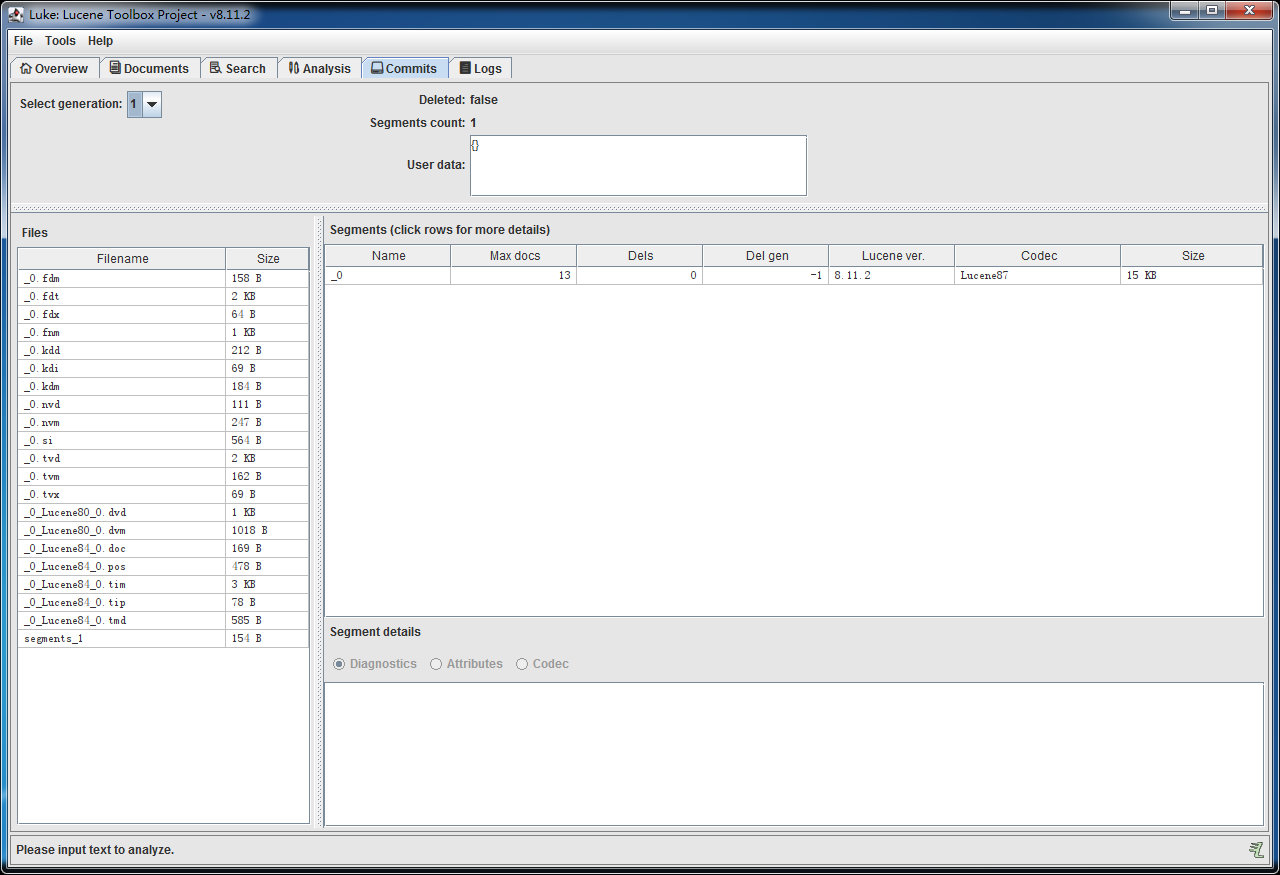 Luke: Lucene Toolbox Project - v8.11.2
File Tools Help
Overview Documents Search Analysis Commits Logs
Select generation: 1
Deleted: false
Segments count: 1
User data: {}
Files
Filename Size
_0.fdm 158 B
_0.fdt 2 KB
_0.fdx 64 B
_0.fnm 1 KB
_0.kdd 212 B
_0.kdi 69 B
_0.kdm 184 B
_0.nvd 111 B
_0.nvm 247 B
_0.si 564 B
_0.tvd 2 KB
_0.tvm 162 B
_0.tvx 69 B
_0_Lucene80_0.dvd 1 KB
_0_Lucene80_0.dvm 1018 B
_0_Lucene84_0.doc 169 B
_0_Lucene84_0.pos 478 B
_0_Lucene84_0.tim 3 KB
_0_Lucene84_0.tip 78 B
_0_Lucene84_0.tmd 585 B
segments_1 154 B
Segments (click rows for more details)
Name Max docs Dels Del gen Lucene ver. Codec Size
_0 13 0 -1 8.11.2 Lucene87 15 KB
Segment details
Diagnostics Attributes Codec
Please input text to analyze.